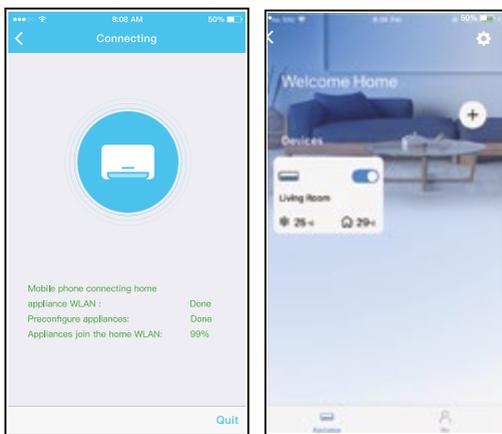 8:08 AM
50%
Connecting
Mobile phone connecting home
appliance WLAN :
Done
Preconfigure appliances:
Done
Appliances join the home WLAN:
99%
Quit
50%
Welcome Home
Devices
Living Room
25
29